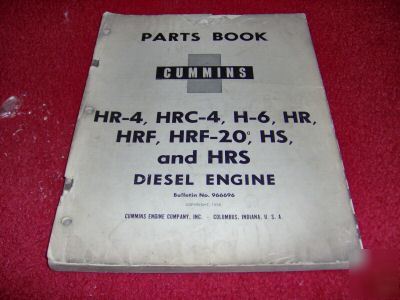 PARTS BOOK
CUMMINS
HR-4, HRC-4, H-6, HR,
HRF, HRF-20°, HS,
and HRS
DIESEL ENGINE
Bulletin No. 966696
COPYRIGHT,
CUMMINS ENGINE COMPANY, INC. - COLUMBUS, INDIANA, U. S. A.